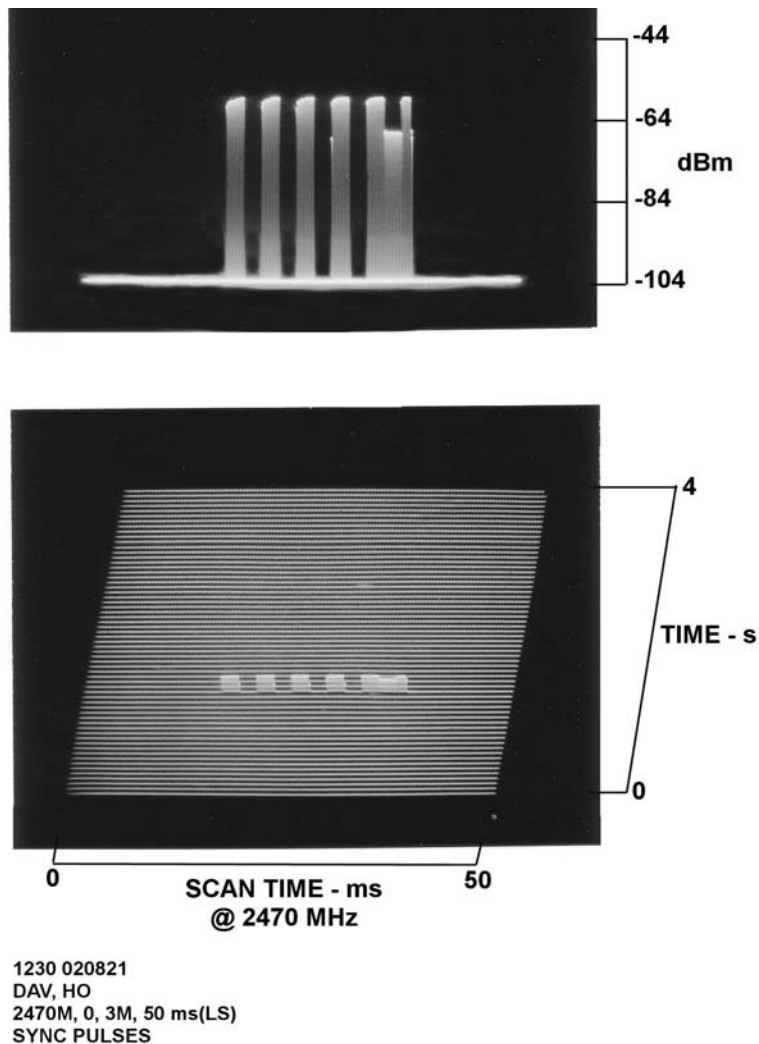 -44
-64
dBm
-84
-104
4
TIME - s
0
0
50
SCAN TIME - ms
@ 2470 MHz
1230 020821
DAV, HO
2470M, 0, 3M, 50 ms(LS)
SYNC PULSES